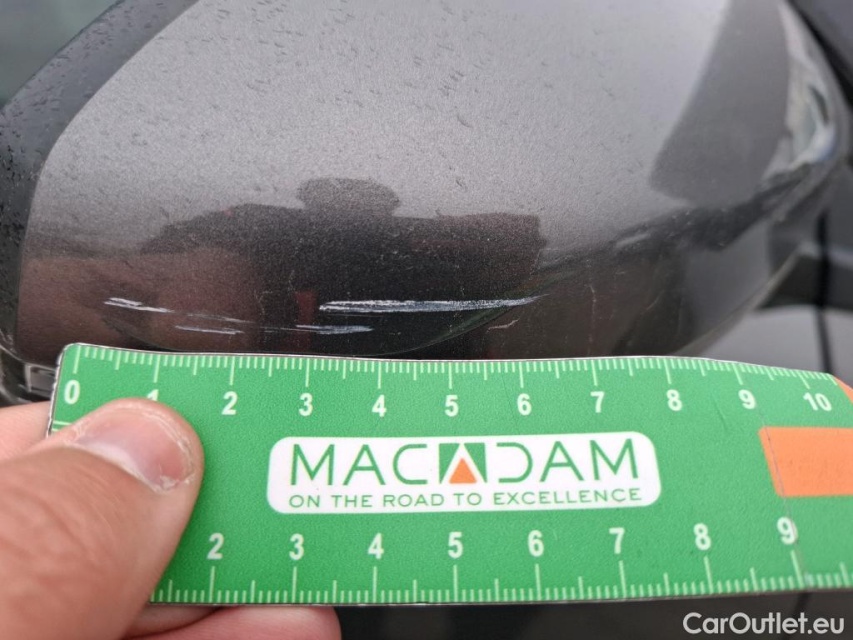 0 1 2 3 4 5 6 7 8 9 10
MACADAM
ON THE ROAD TO EXCELLENCE
2 3 4 5 6 7 8 9
CarOutlet.eu